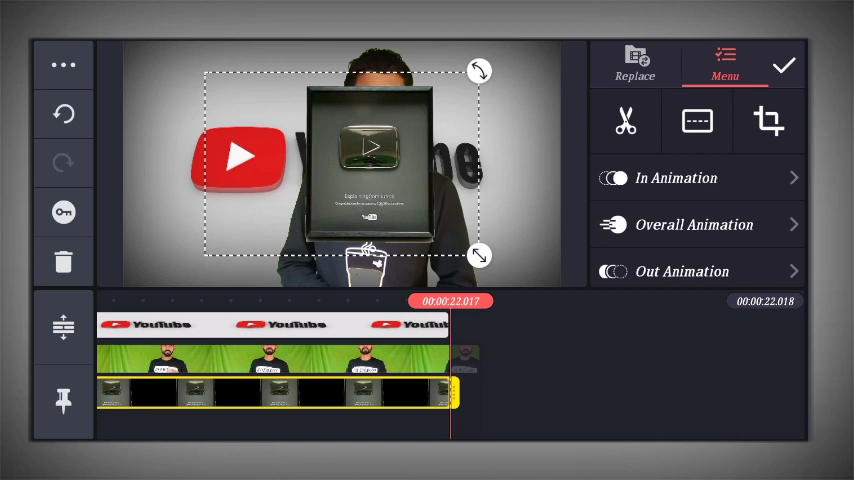 Replace
Menu
In Animation
Overall Animation
Out Animation
YouTube
00:00:22.017
00:00:22.018
YouTube YouTube YouTub